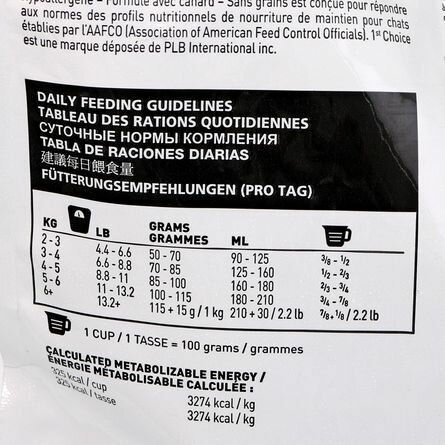 hypoallergène – Formule avec canard – Sans grains est conçue pour répondre
aux normes des profils nutritionnels de nourriture de maintien pour chats
établies par l'AAFCO (Association of American Feed Control Officials). 1st Choice
est une marque déposée de PLB International inc.
DAILY FEEDING GUIDELINES
TABLEAU DES RATIONS QUOTIDIENNES
СУТОЧНЫЕ НОРМЫ КОРМЛЕНИЯ
TABLA DE RACIONES DIARIAS
建議每日餵食量
FÜTTERUNGSEMPFEHLUNGEN (PRO TAG)
KG LB GRAMS GRAMMES ML
2 - 3 4.4 - 6.6 50 - 70 90 - 125 3/8 - 1/2
3 - 4 6.6 - 8.8 70 - 85 125 - 160 1/2 - 2/3
4 - 5 8.8 - 11 85 - 100 160 - 180 2/3 - 3/4
5 - 6 11 - 13.2 100 - 115 180 - 210 3/4 - 7/8
6+ 13.2+ 115 + 15 g / 1 kg 210 + 30 / 2.2 lb 7/8 + 1/8 / 2.2 lb
1 CUP / 1 TASSE = 100 grams / grammes
CALCULATED METABOLIZABLE ENERGY /
ÉNERGIE MÉTABOLISABLE CALCULÉE :
325 kcal / cup 3274 kcal / kg
325 kcal / tasse 3274 kcal / kg